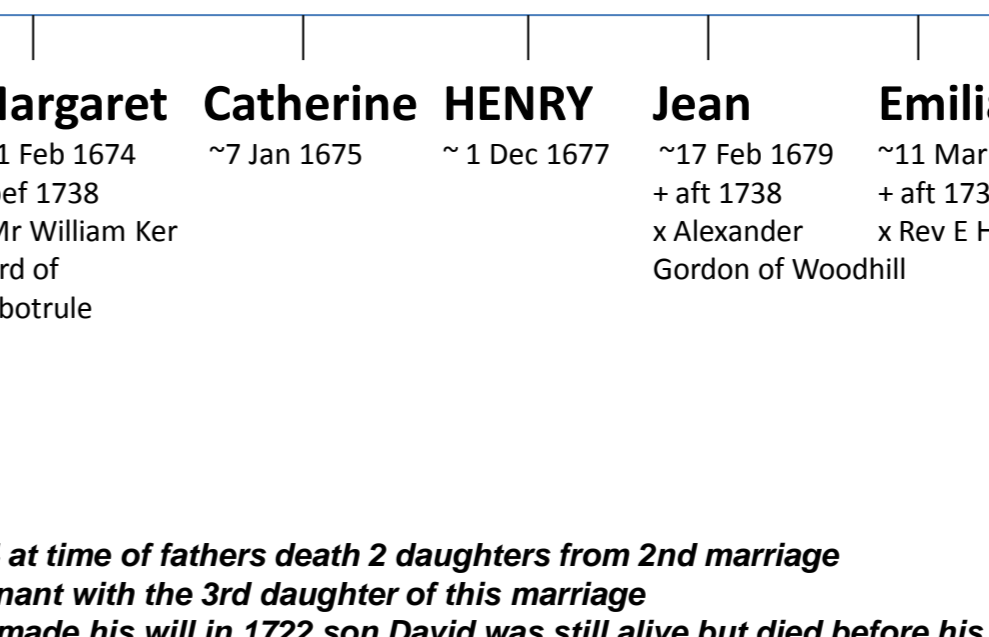 Margaret Catherine HENRY Jean Emilia
1 Feb 1674 ~7 Jan 1675 ~ 1 Dec 1677 ~17 Feb 1679 ~11 Mar
ef 1738 + aft 1738 + aft 173
Mr William Ker x Alexander x Rev E H
rd of Gordon of Woodhill
botrule
at time of fathers death 2 daughters from 2nd marriage
nant with the 3rd daughter of this marriage
made his will in 1722 son David was still alive but died before his